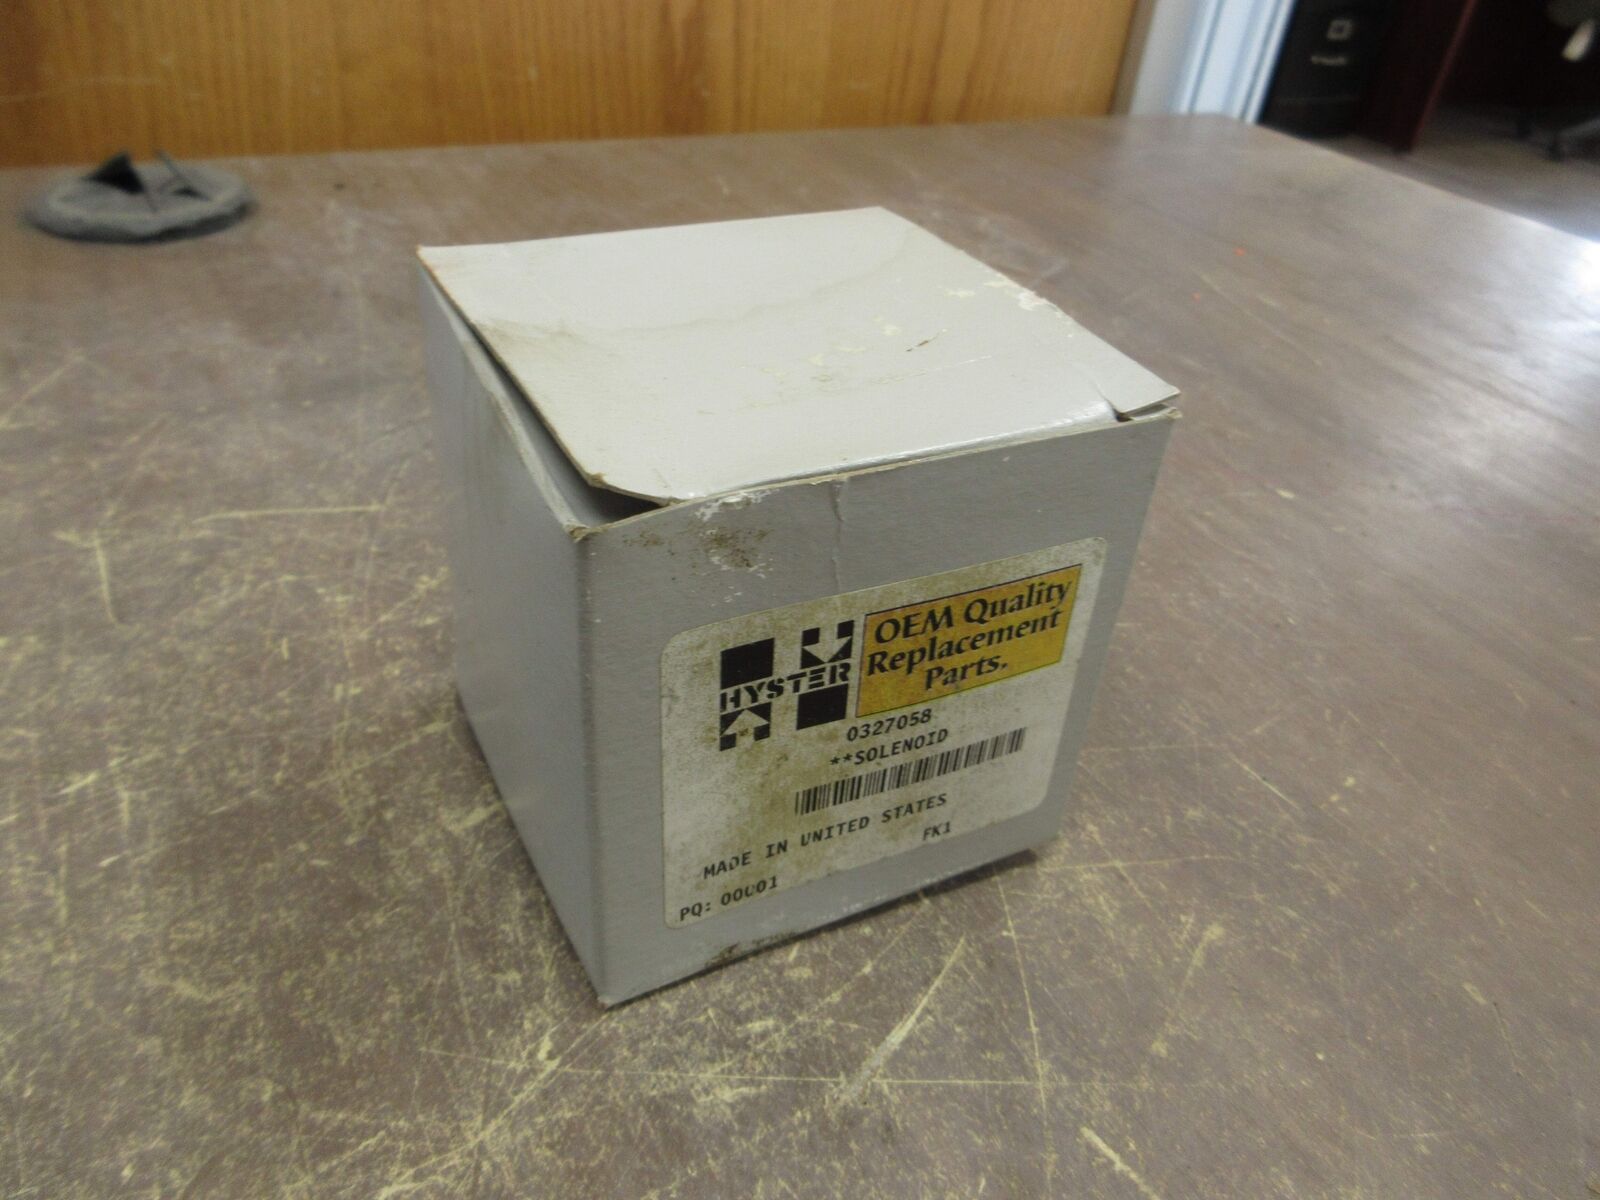 HYSTER
OEM Quality
Replacement
Parts.
0327058
**SOLENOID
MADE IN UNITED STATES
FK1
PQ: 00001